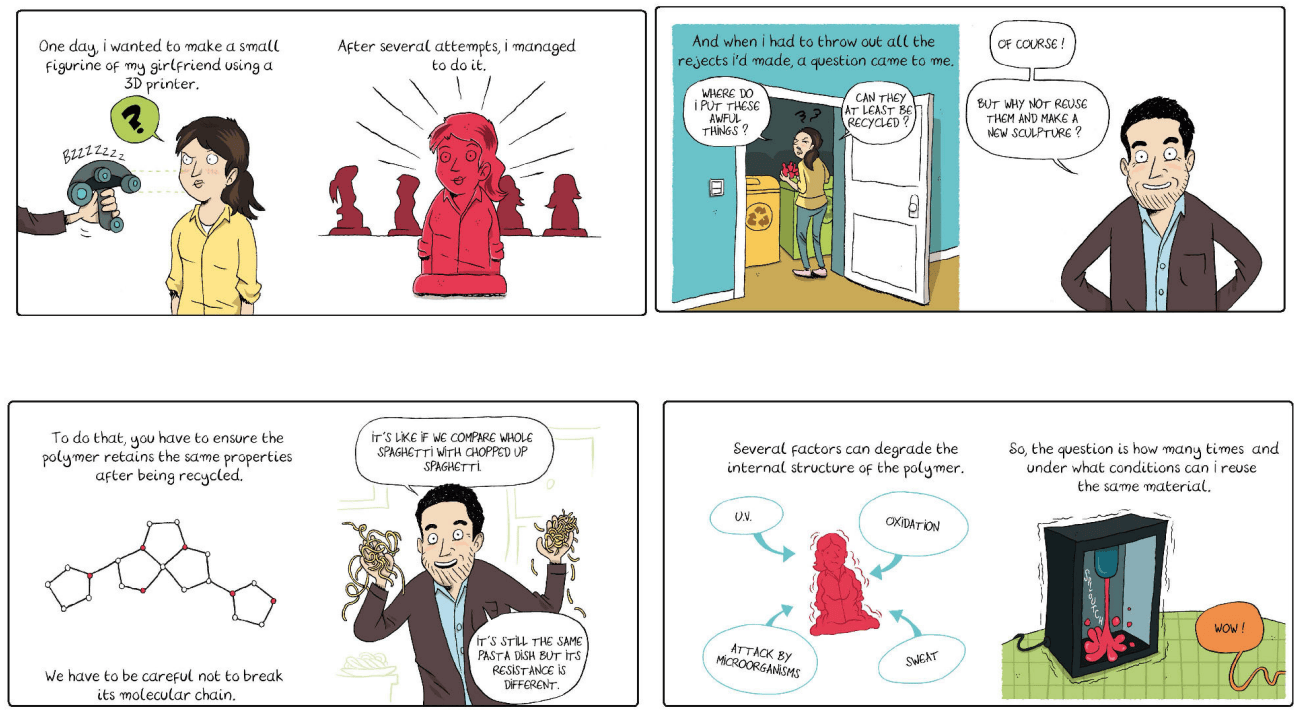 One day, i wanted to make a small
figurine of my girlfriend using a
3D printer.
?
BZZZZZZZ
After several attempts, i managed
to do it.
And when i had to throw out all the
rejects i'd made, a question came to me.
WHERE DO
i PUT THESE
AWFUL
THINGS ?
? ?
CAN THEY
AT LEAST BE
RECYCLED ?
OF COURSE !
BUT WHY NOT REUSE
THEM AND MAKE A
NEW SCULPTURE ?
To do that, you have to ensure the
polymer retains the same properties
after being recycled.
We have to be careful not to break
its molecular chain.
iT'S LiKE iF WE COMPARE WHOLE
SPAGHETTi WiTH CHOPPED UP
SPAGHETTi.
iT'S STiLL THE SAME
PASTA DiSH BUT iTS
RESiSTANCE iS
DiFFERENT.
Several factors can degrade the
internal structure of the polymer.
U.V.
OXiDATiON
ATTACK BY
MiCROORGANiSMS
SWEAT
So, the question is how many times and
under what conditions can i reuse
the same material.
WOW !